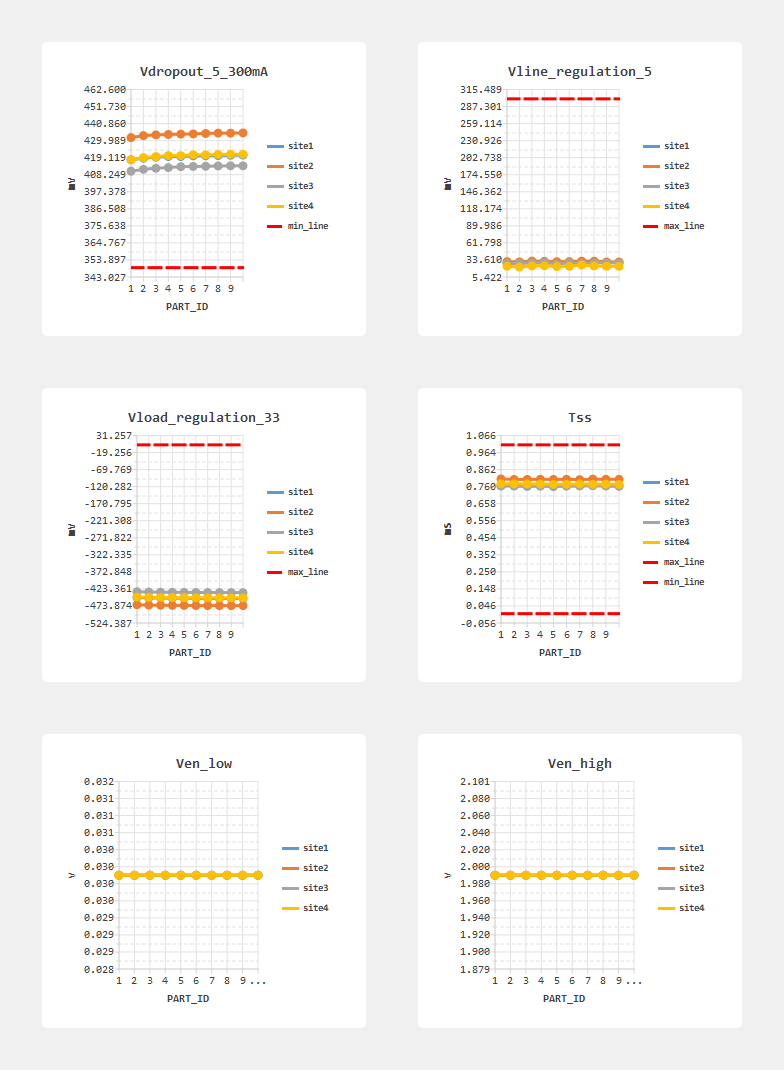 Vdropout_5_300mA
462.600
451.730
440.860
429.989
419.119
408.249
397.378
386.508
375.638
364.767
353.897
343.027
mV
1 2 3 4 5 6 7 8 9
PART_ID
site1
site2
site3
site4
min_line
Vline_regulation_5
315.489
287.301
259.114
230.926
202.738
174.550
146.362
118.174
89.986
61.798
33.610
5.422
mV
1 2 3 4 5 6 7 8 9
PART_ID
site1
site2
site3
site4
max_line
Vload_regulation_33
31.257
-19.256
-69.769
-120.282
-170.795
-221.308
-271.822
-322.335
-372.848
-423.361
-473.874
-524.387
mV
1 2 3 4 5 6 7 8 9
PART_ID
site1
site2
site3
site4
max_line
Tss
1.066
0.964
0.862
0.760
0.658
0.556
0.454
0.352
0.250
0.148
0.046
-0.056
mS
1 2 3 4 5 6 7 8 9
PART_ID
site1
site2
site3
site4
max_line
min_line
Ven_low
0.032
0.031
0.031
0.031
0.030
0.030
0.030
0.030
0.029
0.029
0.029
0.028
V
1 2 3 4 5 6 7 8 9 ...
PART_ID
site1
site2
site3
site4
Ven_high
2.101
2.080
2.060
2.040
2.020
2.000
1.980
1.960
1.940
1.920
1.900
1.879
V
1 2 3 4 5 6 7 8 9 ...
PART_ID
site1
site2
site3
site4